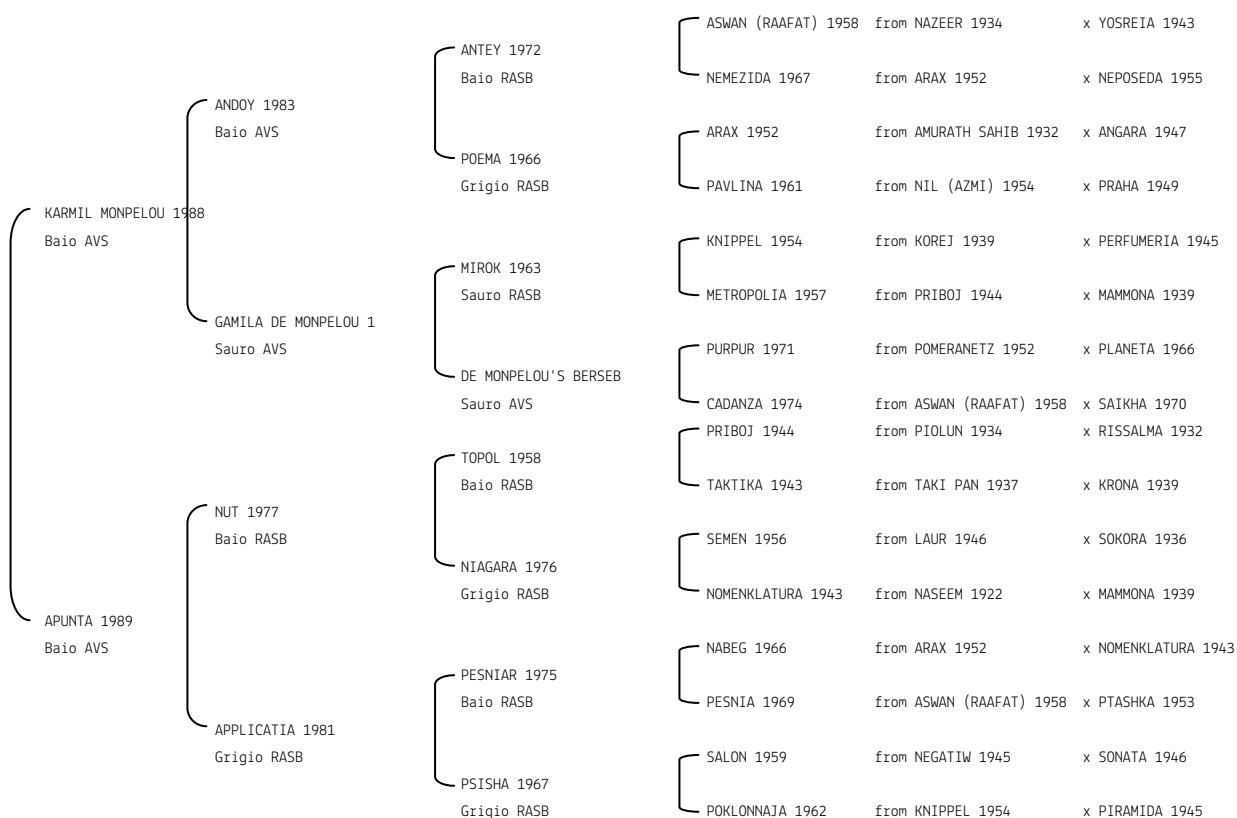 ASWAN (RAAFAT) 1958 from NAZEER 1934 x YOSREIA 1943
ANTEY 1972
Baio RASB
NEMEZIDA 1967 from ARAX 1952 x NEPOSEDA 1955
ANDOY 1983
Baio AVS
ARAX 1952 from AMURATH SAHIB 1932 x ANGARA 1947
POEMA 1966
Grigio RASB
PAVLINA 1961 from NIL (AZMI) 1954 x PRAHA 1949
KARMIL MONPELOU 1988
Baio AVS
KNIPPEL 1954 from KOREJ 1939 x PERFUMERIA 1945
MIROK 1963
Sauro RASB
METROPOLIA 1957 from PRIBOJ 1944 x MAMMONA 1939
GAMILA DE MONPELOU 1
Sauro AVS
PURPUR 1971 from POMERANETZ 1952 x PLANETA 1966
DE MONPELOU'S BERSEB
Sauro AVS
CADANZA 1974 from ASWAN (RAAFAT) 1958 x SAIKHA 1970
PRIBOJ 1944 from PIOLUN 1934 x RISSALMA 1932
TOPOL 1958
Baio RASB
TAKTIKA 1943 from TAKI PAN 1937 x KRONA 1939
NUT 1977
Baio RASB
SEMEN 1956 from LAUR 1946 x SOKORA 1936
NIAGARA 1976
Grigio RASB
NOMENKLATURA 1943 from NASEEM 1922 x MAMMONA 1939
APUNTA 1989
Baio AVS
NABEG 1966 from ARAX 1952 x NOMENKLATURA 1943
PESNIAR 1975
Baio RASB
PESNIA 1969 from ASWAN (RAAFAT) 1958 x PTASHKA 1953
APPLICATIA 1981
Grigio RASB
SALON 1959 from NEGATIW 1945 x SONATA 1946
PSISHA 1967
Grigio RASB
POKLONNAJA 1962 from KNIPPEL 1954 x PIRAMIDA 1945